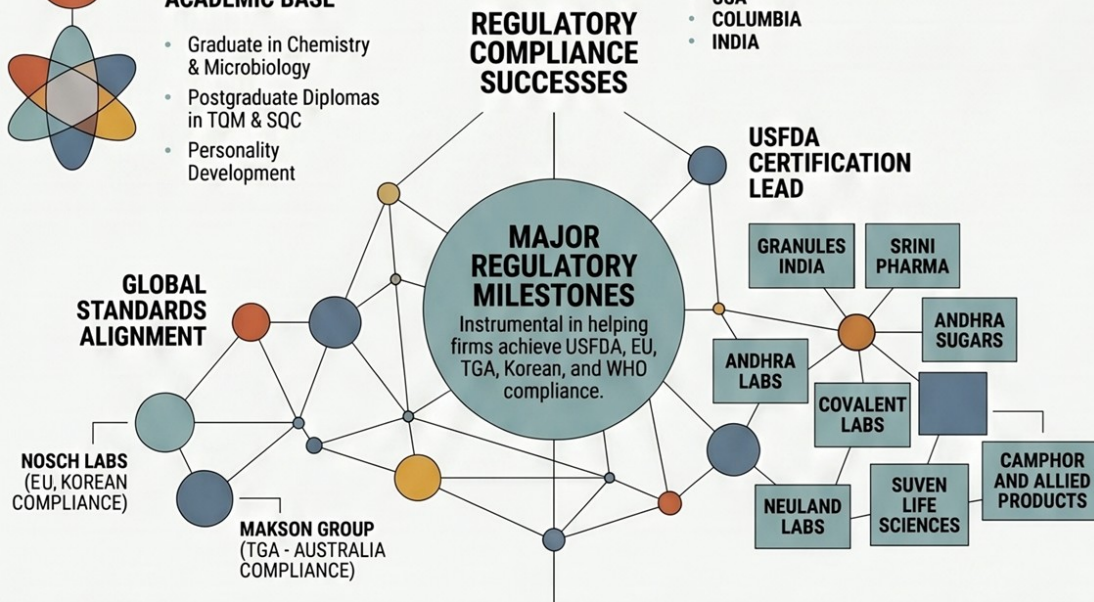 ACADEMIC BASE
• Graduate in Chemistry
& Microbiology
• Postgraduate Diplomas
in TQM & SQC
• Personality
Development
REGULATORY
COMPLIANCE
SUCCESSES
• USA
• COLUMBIA
• INDIA
USFDA
CERTIFICATION
LEAD
MAJOR
REGULATORY
MILESTONES
Instrumental in helping
firms achieve USFDA, EU,
TGA, Korean, and WHO
compliance.
GLOBAL
STANDARDS
ALIGNMENT
NOSCH LABS
(EU, KOREAN
COMPLIANCE)
MAKSON GROUP
(TGA - AUSTRALIA
COMPLIANCE)
GRANULES
INDIA
SRINI
PHARMA
ANDHRA
SUGARS
ANDHRA
LABS
COVALENT
LABS
NEULAND
LABS
SUVEN
LIFE
SCIENCES
CAMPHOR
AND ALLIED
PRODUCTS